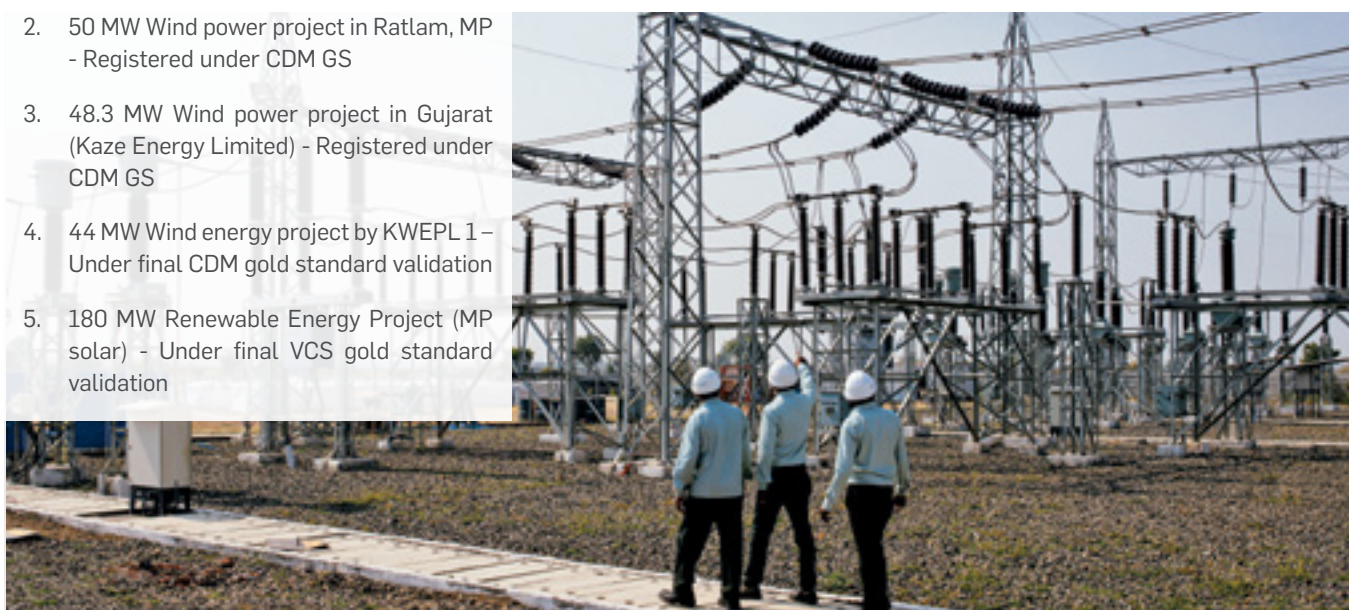 2. 50 MW Wind power project in Ratlam, MP
- Registered under CDM GS
3. 48.3 MW Wind power project in Gujarat
(Kaze Energy Limited) - Registered under
CDM GS
4. 44 MW Wind energy project by KWEPL 1 –
Under final CDM gold standard validation
5. 180 MW Renewable Energy Project (MP
solar) - Under final VCS gold standard
validation